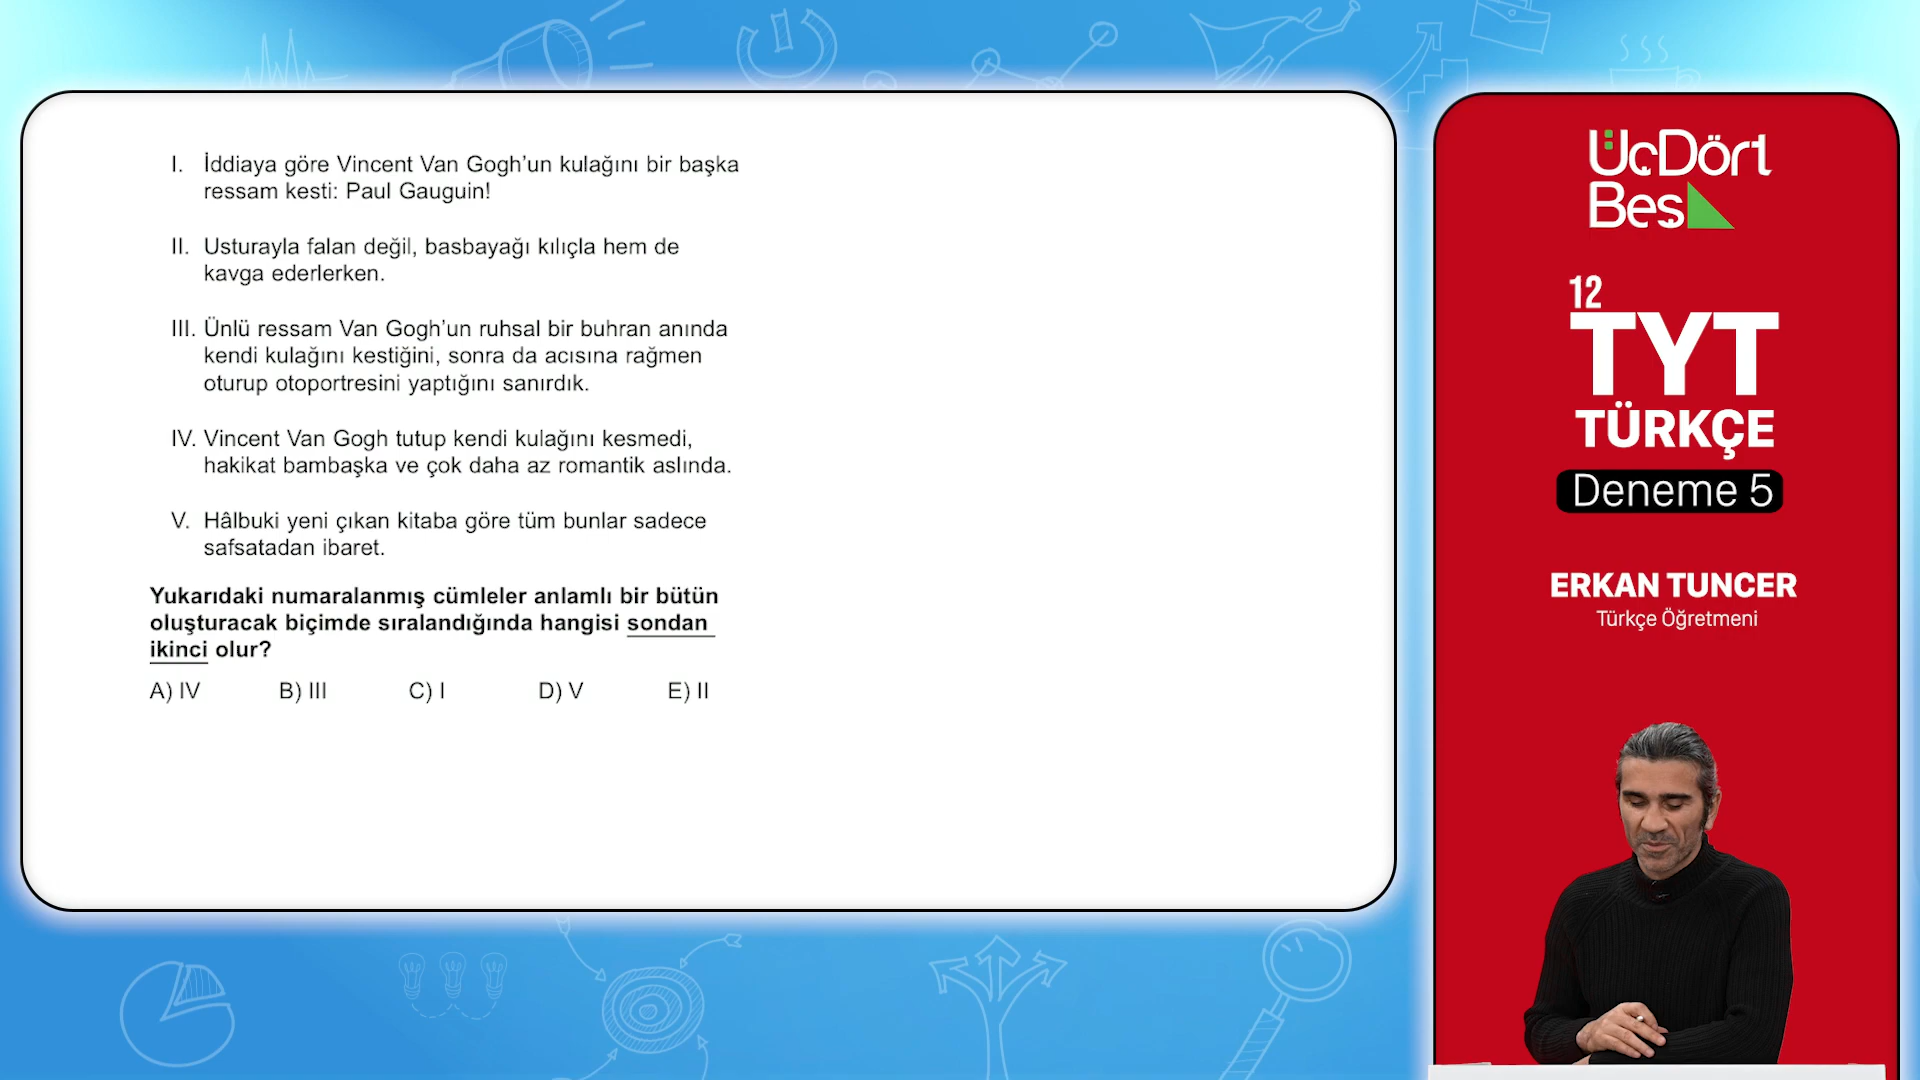 I. İddiaya göre Vincent Van Gogh’un kulağını bir başka
ressam kesti: Paul Gauguin!
II. Usturayla falan değil, basbayağı kılıçla hem de
kavga ederlerken.
III. Ünlü ressam Van Gogh’un ruhsal bir buhran anında
kendi kulağını kestiğini, sonra da acısına rağmen
oturup otoportresini yaptığını sanırdık.
IV. Vincent Van Gogh tutup kendi kulağını kesmedi,
hakikat bambaşka ve çok daha az romantik aslında.
V. Hâlbuki yeni çıkan kitaba göre tüm bunlar sadece
safsatadan ibaret.
Yukarıdaki numaralanmış cümleler anlamlı bir bütün
oluşturacak biçimde sıralandığında hangisi sondan
ikinci olur?
A) IV B) III C) I D) V E) II
ÜçDört
Beş
12
TYT
TÜRKÇE
Deneme 5
ERKAN TUNCER
Türkçe Öğretmeni